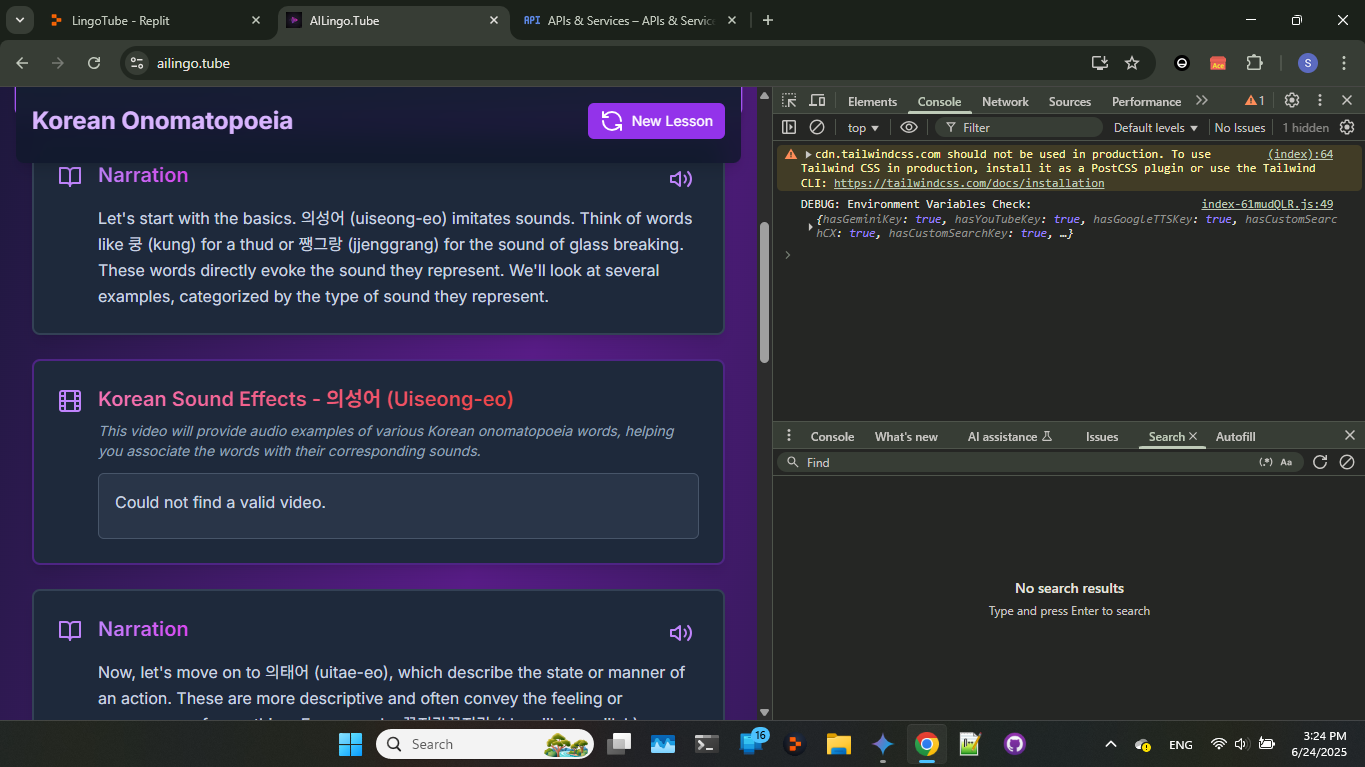 LingoTube - Replit
AILingo.Tube
API APIs & Services – APIs & Service
ailingo.tube
Ace
S
Korean Onomatopoeia
New Lesson
Narration
Let's start with the basics. 의성어 (uiseong-eo) imitates sounds. Think of words
like 쿵 (kung) for a thud or 쨍그랑 (jjenggrang) for the sound of glass breaking.
These words directly evoke the sound they represent. We'll look at several
examples, categorized by the type of sound they represent.
Korean Sound Effects - 의성어 (Uiseong-eo)
This video will provide audio examples of various Korean onomatopoeia words, helping
you associate the words with their corresponding sounds.
Could not find a valid video.
Narration
Now, let's move on to 의태어 (uitae-eo), which describe the state or manner of
an action. These are more descriptive and often convey the feeling or
Elements Console Network Sources Performance 1
top Filter Default levels No Issues 1 hidden
cdn.tailwindcss.com should not be used in production. To use (index):64
Tailwind CSS in production, install it as a PostCSS plugin or use the Tailwind
CLI: https://tailwindcss.com/docs/installation
DEBUG: Environment Variables Check: index-61mudQLR.js:49
{hasGeminiKey: true, hasYouTubeKey: true, hasGoogleTTSKey: true, hasCustomSearc
hCX: true, hasCustomSearchKey: true, …}
Console What's new AI assistance Issues Search Autofill
Find (.*) Aa
No search results
Type and press Enter to search
Search
16
ENG
3:24 PM
6/24/2025